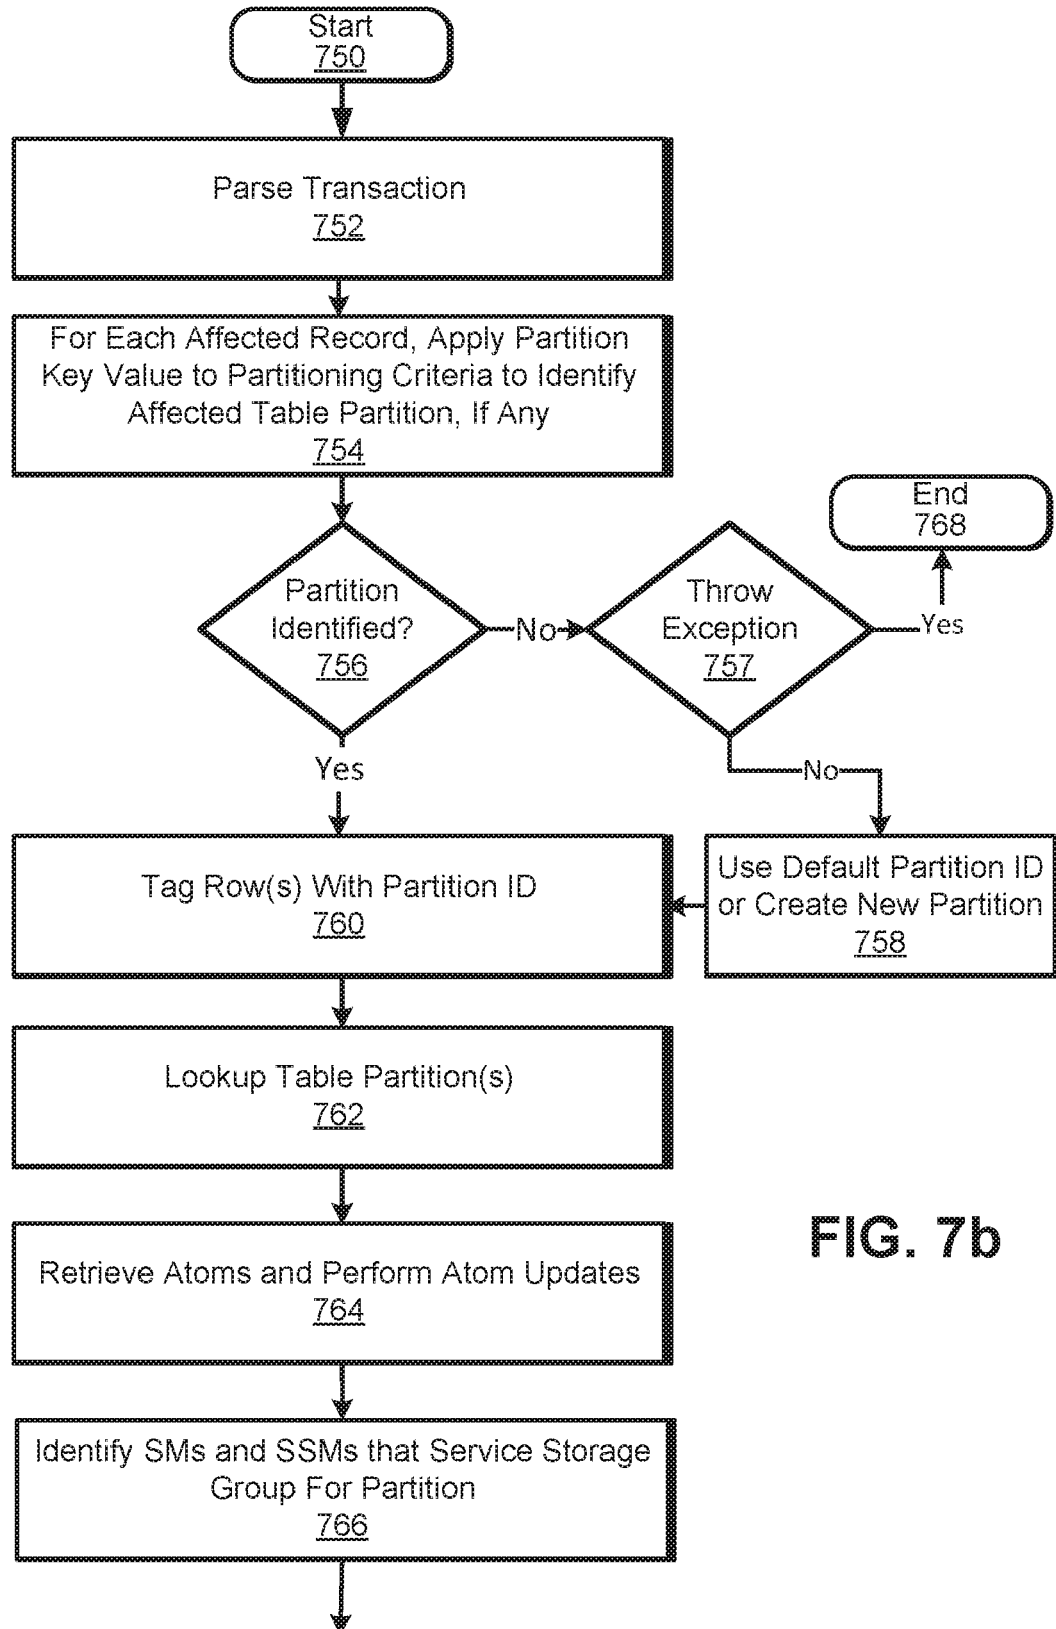 Start
750
Parse Transaction
752
For Each Affected Record, Apply Partition
Key Value to Partitioning Criteria to Identify
Affected Table Partition, If Any
754
End
768
Partition
Identified?
756
No
Throw
Exception
757
Yes
Yes
No
Tag Row(s) With Partition ID
760
Use Default Partition ID
or Create New Partition
758
Lookup Table Partition(s)
762
Retrieve Atoms and Perform Atom Updates
764
FIG. 7b
Identify SMs and SSMs that Service Storage
Group For Partition
766